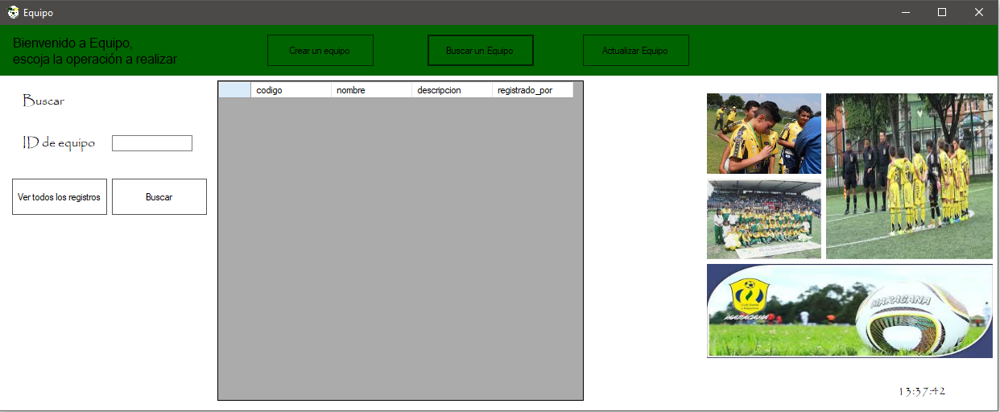 Equipo
Bienvenido a Equipo,
escoja la operación a realizar
Crear un equipo
Buscar un Equipo
Actualizar Equipo
Buscar
ID de equipo
Ver todos los registros
Buscar
codigo
nombre
descripcion
registrado_por
MARACANA
13:37:42